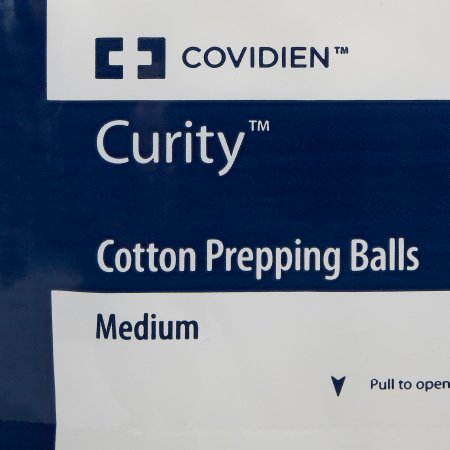 COVIDIEN™
Curity™
Cotton Prepping Balls
Medium
Pull to open